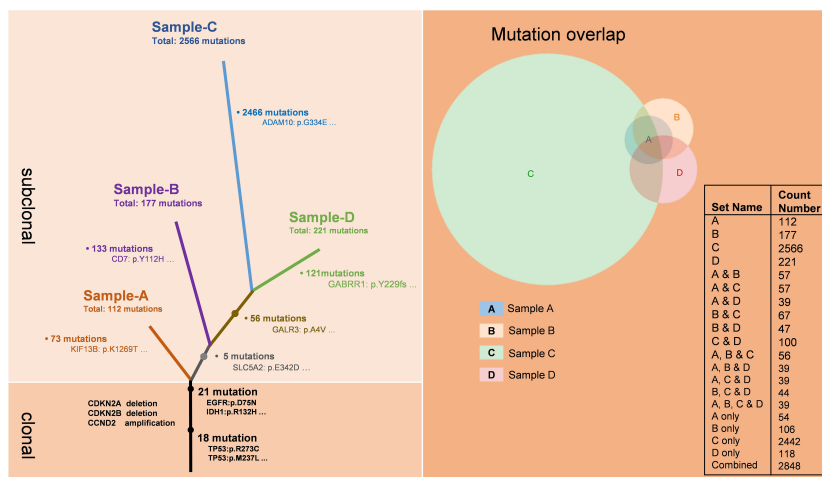 Sample-C
Total: 2566 mutations
• 2466 mutations
ADAM10: p.G334E ...
Sample-B
Total: 177 mutations
• 133 mutations
CD7: p.Y112H ...
Sample-D
Total: 221 mutations
• 121mutations
GABRR1: p.Y229fs ...
Sample-A
Total: 112 mutations
• 73 mutations
KIF13B: p.K1269T ...
• 56 mutations
GALR3: p.A4V ...
• 5 mutations
SLC5A2: p.E342D ...
subclonal
clonal
CDKN2A deletion
CDKN2B deletion
CCND2 amplification
21 mutation
EGFR:p.D75N
IDH1:p.R132H ...
18 mutation
TP53:p.R273C
TP53:p.M237L ...
Mutation overlap
C
A
B
D
A Sample A
B Sample B
C Sample C
D Sample D
Set Name Count Number
A 112
B 177
C 2566
D 221
A & B 57
A & C 57
A & D 39
B & C 67
B & D 47
C & D 100
A, B & C 56
A, B & D 39
A, C & D 39
B, C & D 44
A, B, C & D 39
A only 54
B only 106
C only 2442
D only 118
Combined 2848